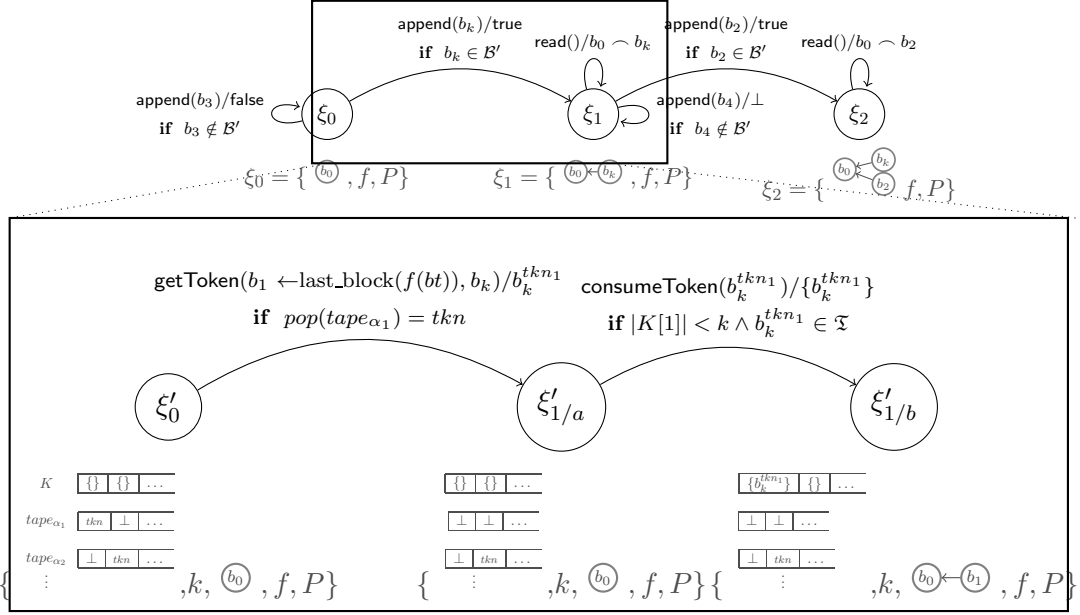 append(b_k)/true
if b_k ∈ B′
append(b_2)/true
if b_2 ∈ B′
read()/b_0 ⌢ b_k
read()/b_0 ⌢ b_2
append(b_3)/false
if b_3 ∉ B′
ξ_0
ξ_1
append(b_4)/⊥
if b_4 ∉ B′
ξ_2
ξ_0 = { b_0 , f, P}
ξ_1 = { b_0 ← b_k , f, P}
ξ_2 = { b_0 b_k b_2 f, P}
getToken(b_1 ←last_block(f(bt)), b_k)/b_k^{tkn_1}
if pop(tape_{α_1}) = tkn
consumeToken(b_k^{tkn_1})/{b_k^{tkn_1}}
if |K[1]| < k ∧ b_k^{tkn_1} ∈ 𝔗
ξ′_0
ξ′_{1/a}
ξ′_{1/b}
K {} {} ...
{} {} ...
{b_k^{tkn_1}} {} ...
tape_{α_1} tkn ⊥ ...
⊥ ⊥ ...
⊥ ⊥ ...
tape_{α_2} ⊥ tkn ...
⊥ tkn ...
⊥ tkn ...
{ ⋮ ,k, b_0 , f, P}
{ ⋮ ,k, b_0 , f, P}
{ ⋮ ,k, b_0 ← b_1 , f, P}